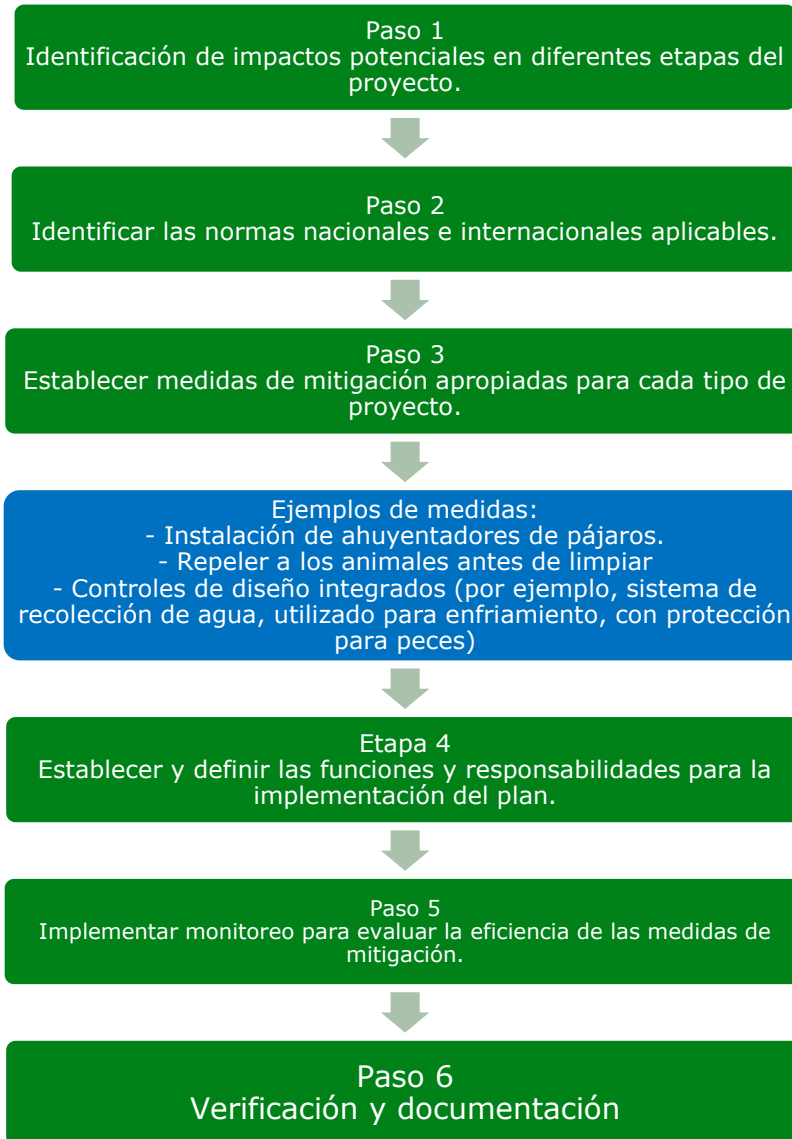 Paso 1
Identificación de impactos potenciales en diferentes etapas del
proyecto.
Paso 2
Identificar las normas nacionales e internacionales aplicables.
Paso 3
Establecer medidas de mitigación apropiadas para cada tipo de
proyecto.
Ejemplos de medidas:
- Instalación de ahuyentadores de pájaros.
- Repeler a los animales antes de limpiar
- Controles de diseño integrados (por ejemplo, sistema de
recolección de agua, utilizado para enfriamiento, con protección
para peces)
Etapa 4
Establecer y definir las funciones y responsabilidades para la
implementación del plan.
Paso 5
Implementar monitoreo para evaluar la eficiencia de las medidas de
mitigación.
Paso 6
Verificación y documentación